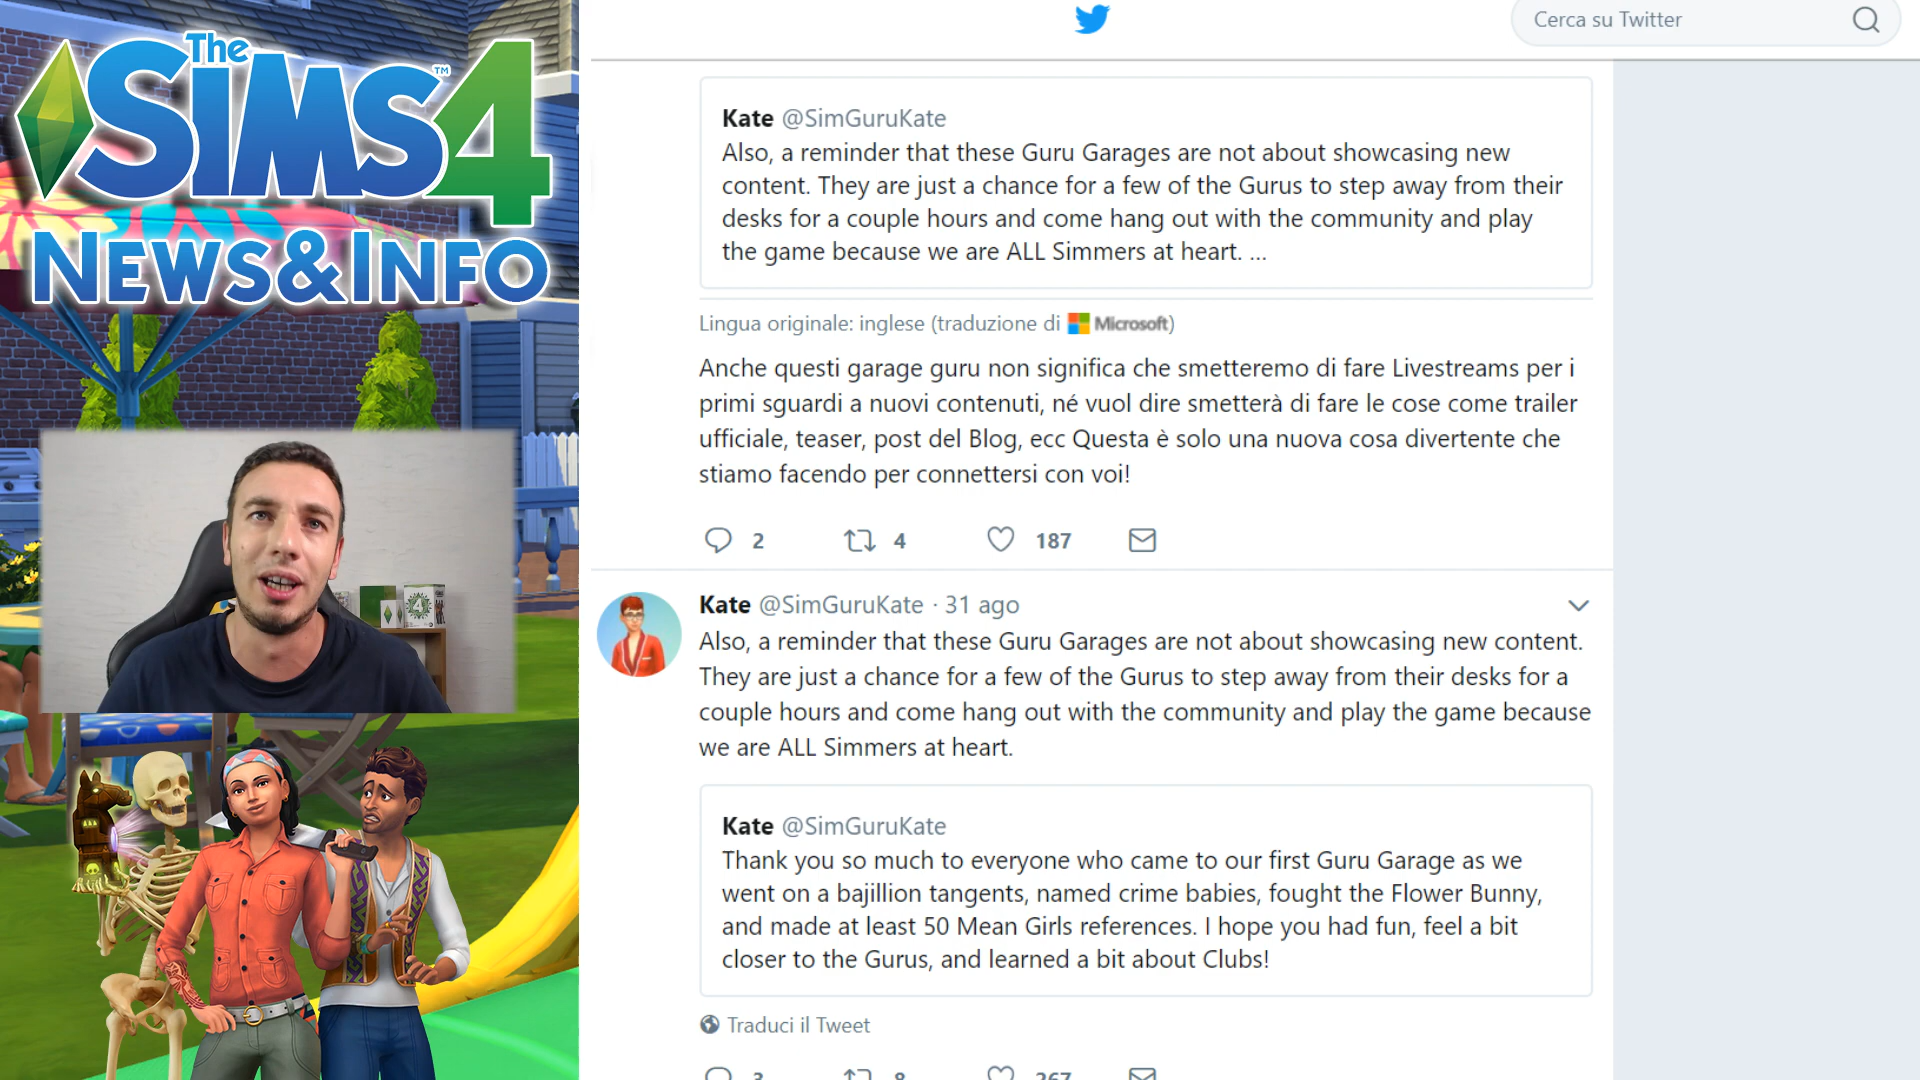 The
SIMS 4
™
NEWS&INFO
Cerca su Twitter
Kate @SimGuruKate
Also, a reminder that these Guru Garages are not about showcasing new
content. They are just a chance for a few of the Gurus to step away from their
desks for a couple hours and come hang out with the community and play
the game because we are ALL Simmers at heart. ...
Lingua originale: inglese (traduzione di Microsoft)
Anche questi garage guru non significa che smetteremo di fare Livestreams per i
primi sguardi a nuovi contenuti, né vuol dire smetterà di fare le cose come trailer
ufficiale, teaser, post del Blog, ecc Questa è solo una nuova cosa divertente che
stiamo facendo per connettersi con voi!
2 4 187
Kate @SimGuruKate · 31 ago
Also, a reminder that these Guru Garages are not about showcasing new content.
They are just a chance for a few of the Gurus to step away from their desks for a
couple hours and come hang out with the community and play the game because
we are ALL Simmers at heart.
Kate @SimGuruKate
Thank you so much to everyone who came to our first Guru Garage as we
went on a bajillion tangents, named crime babies, fought the Flower Bunny,
and made at least 50 Mean Girls references. I hope you had fun, feel a bit
closer to the Gurus, and learned a bit about Clubs!
Traduci il Tweet
3 8 267